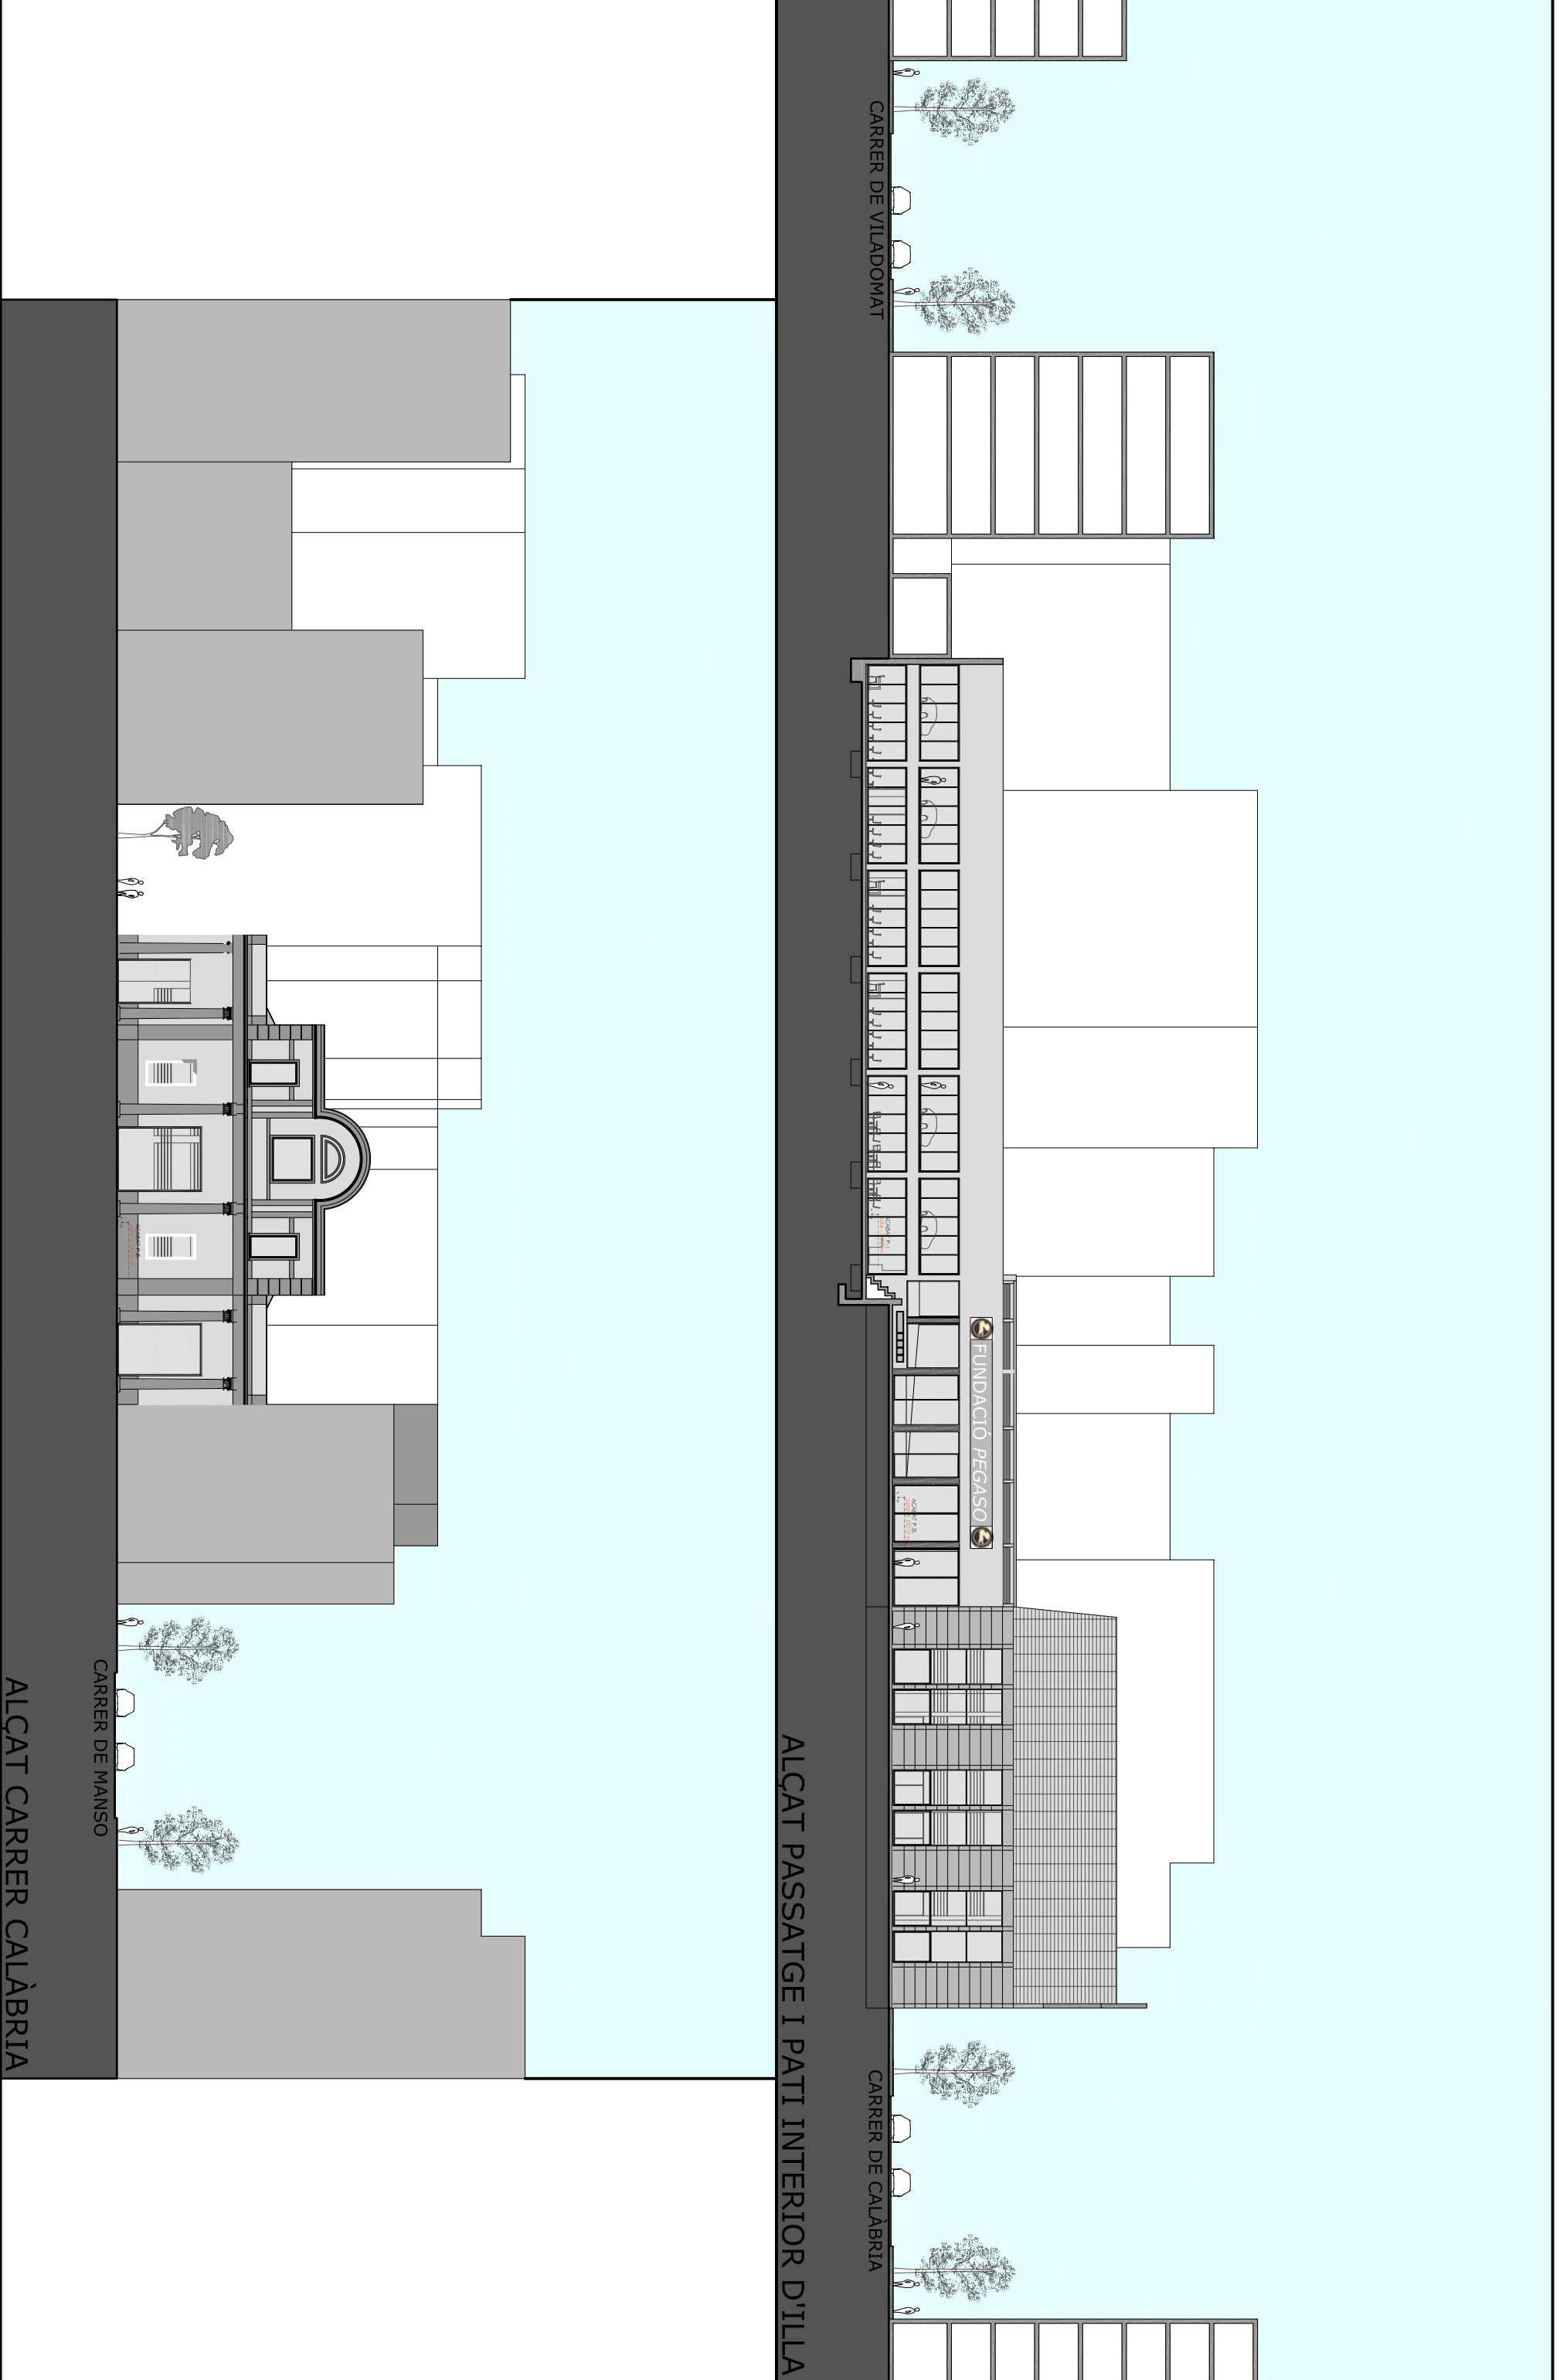 CARRER DE VILADOMAT
FUNDACIÓ PEGASO
CARRER DE CALÀBRIA
ALÇAT PASSATGE I PATI INTERIOR D'ILLA
CARRER DE MANSO
ALÇAT CARRER CALÀBRIA